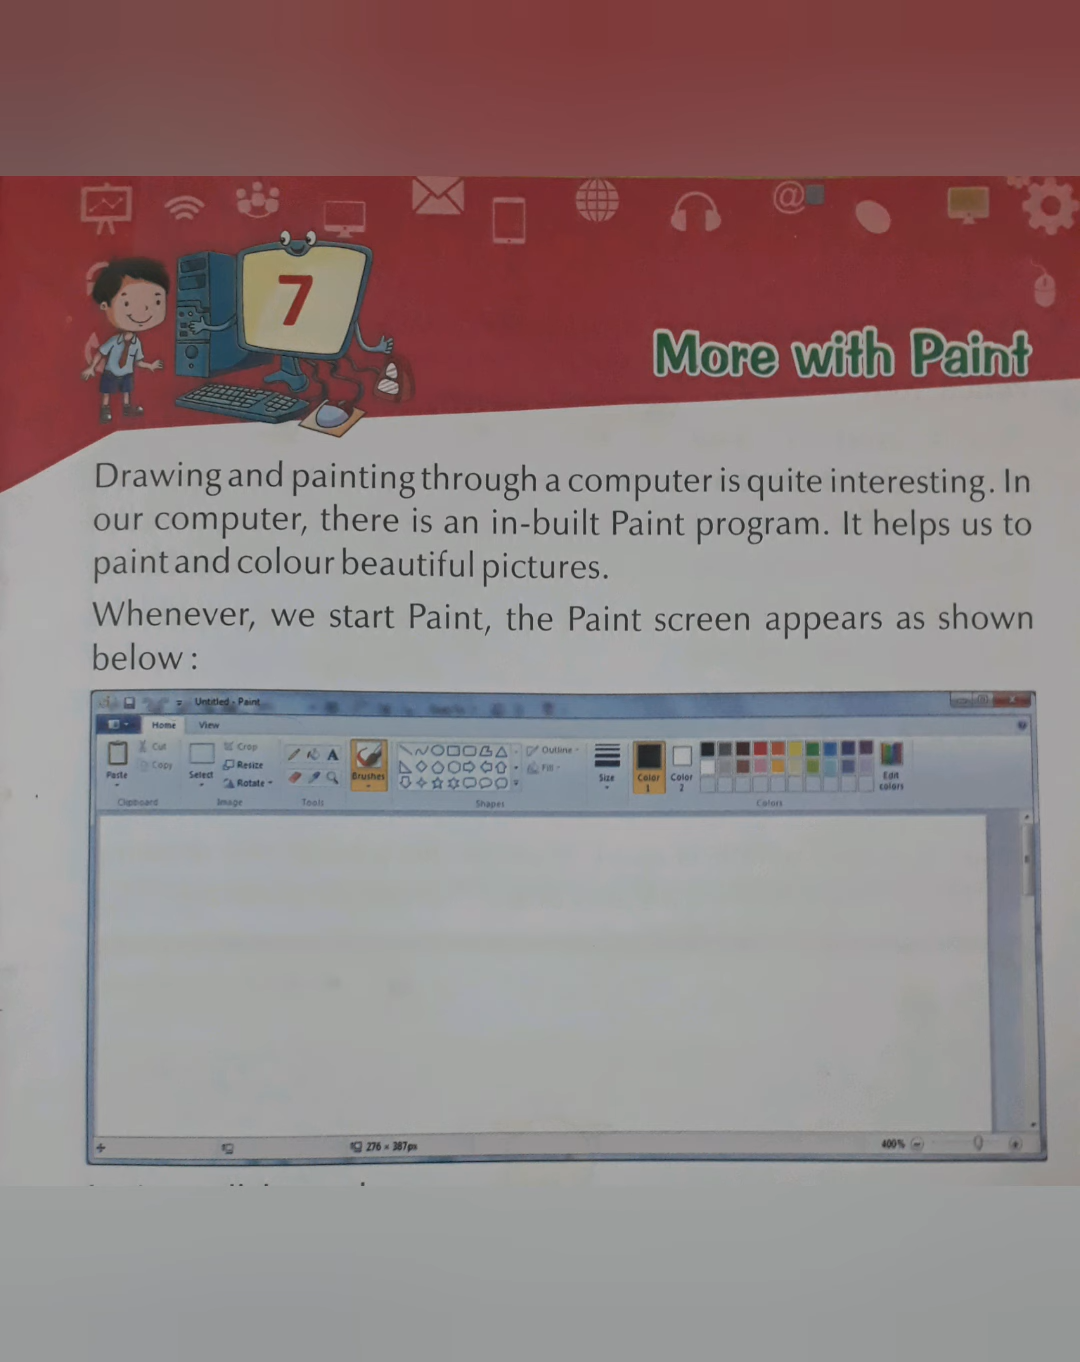 7
More with Paint
Drawing and painting through a computer is quite interesting. In
our computer, there is an in-built Paint program. It helps us to
paint and colour beautiful pictures.
Whenever, we start Paint, the Paint screen appears as shown
below :
Untitled - Paint
Home View
Paste
Cut
Copy
Clipboard
Select
Crop
Resize
Rotate
Image
A
Tools
Brushes
Shapes
Outline
Fill
Size
Color
1
Color
2
Edit
colors
Colors
276 × 387px
400%